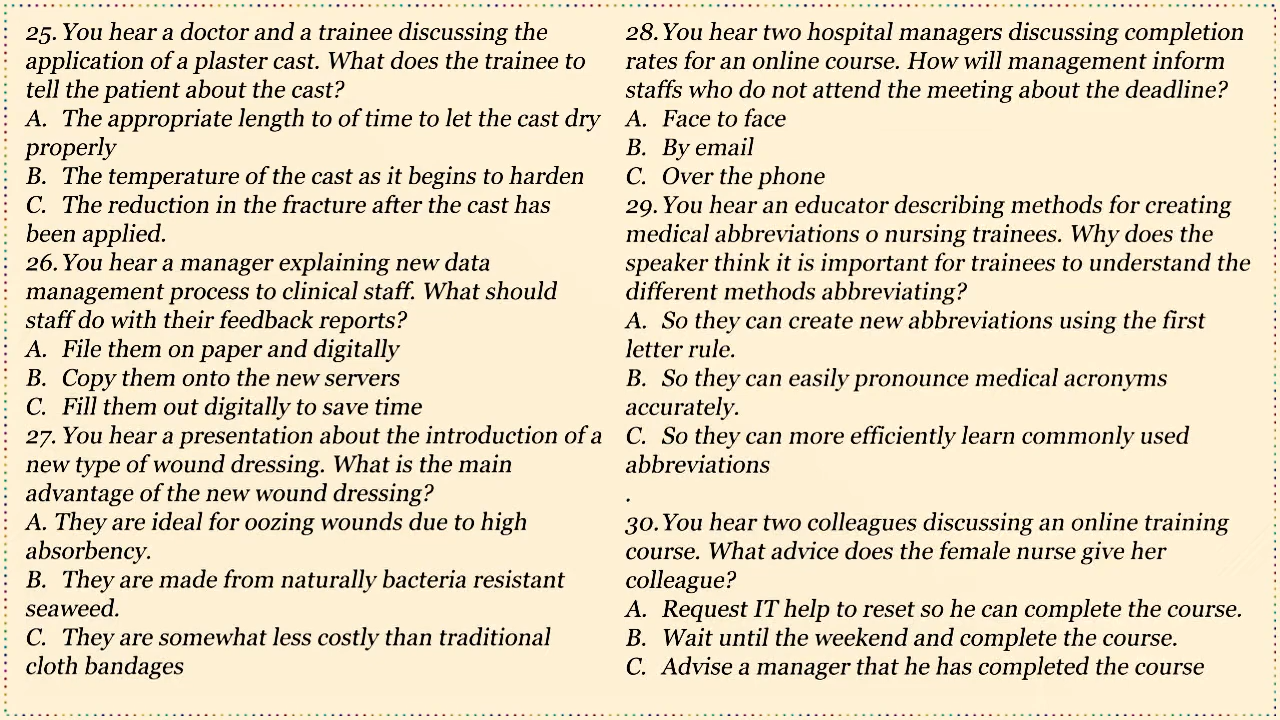 25. You hear a doctor and a trainee discussing the
application of a plaster cast. What does the trainee to
tell the patient about the cast?
A. The appropriate length to of time to let the cast dry
properly
B. The temperature of the cast as it begins to harden
C. The reduction in the fracture after the cast has
been applied.
26. You hear a manager explaining new data
management process to clinical staff. What should
staff do with their feedback reports?
A. File them on paper and digitally
B. Copy them onto the new servers
C. Fill them out digitally to save time
27. You hear a presentation about the introduction of a
new type of wound dressing. What is the main
advantage of the new wound dressing?
A. They are ideal for oozing wounds due to high
absorbency.
B. They are made from naturally bacteria resistant
seaweed.
C. They are somewhat less costly than traditional
cloth bandages
28. You hear two hospital managers discussing completion
rates for an online course. How will management inform
staffs who do not attend the meeting about the deadline?
A. Face to face
B. By email
C. Over the phone
29. You hear an educator describing methods for creating
medical abbreviations o nursing trainees. Why does the
speaker think it is important for trainees to understand the
different methods abbreviating?
A. So they can create new abbreviations using the first
letter rule.
B. So they can easily pronounce medical acronyms
accurately.
C. So they can more efficiently learn commonly used
abbreviations
.
30. You hear two colleagues discussing an online training
course. What advice does the female nurse give her
colleague?
A. Request IT help to reset so he can complete the course.
B. Wait until the weekend and complete the course.
C. Advise a manager that he has completed the course